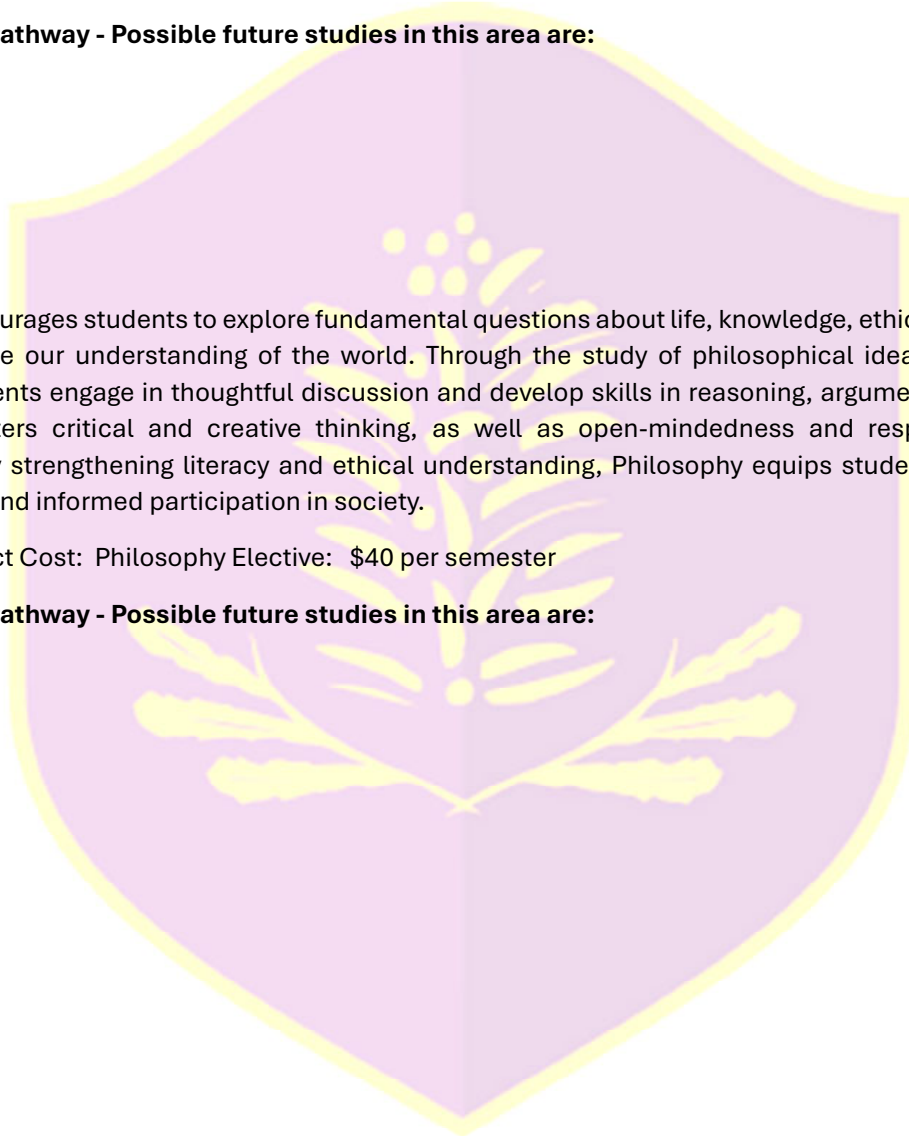 athway - Possible future studies in this area are:
urages students to explore fundamental questions about life, knowledge, ethic
e our understanding of the world. Through the study of philosophical idea
ents engage in thoughtful discussion and develop skills in reasoning, argume
ters critical and creative thinking, as well as open-mindedness and resp
strengthening literacy and ethical understanding, Philosophy equips stude
nd informed participation in society.
ct Cost: Philosophy Elective: $40 per semester
athway - Possible future studies in this area are: